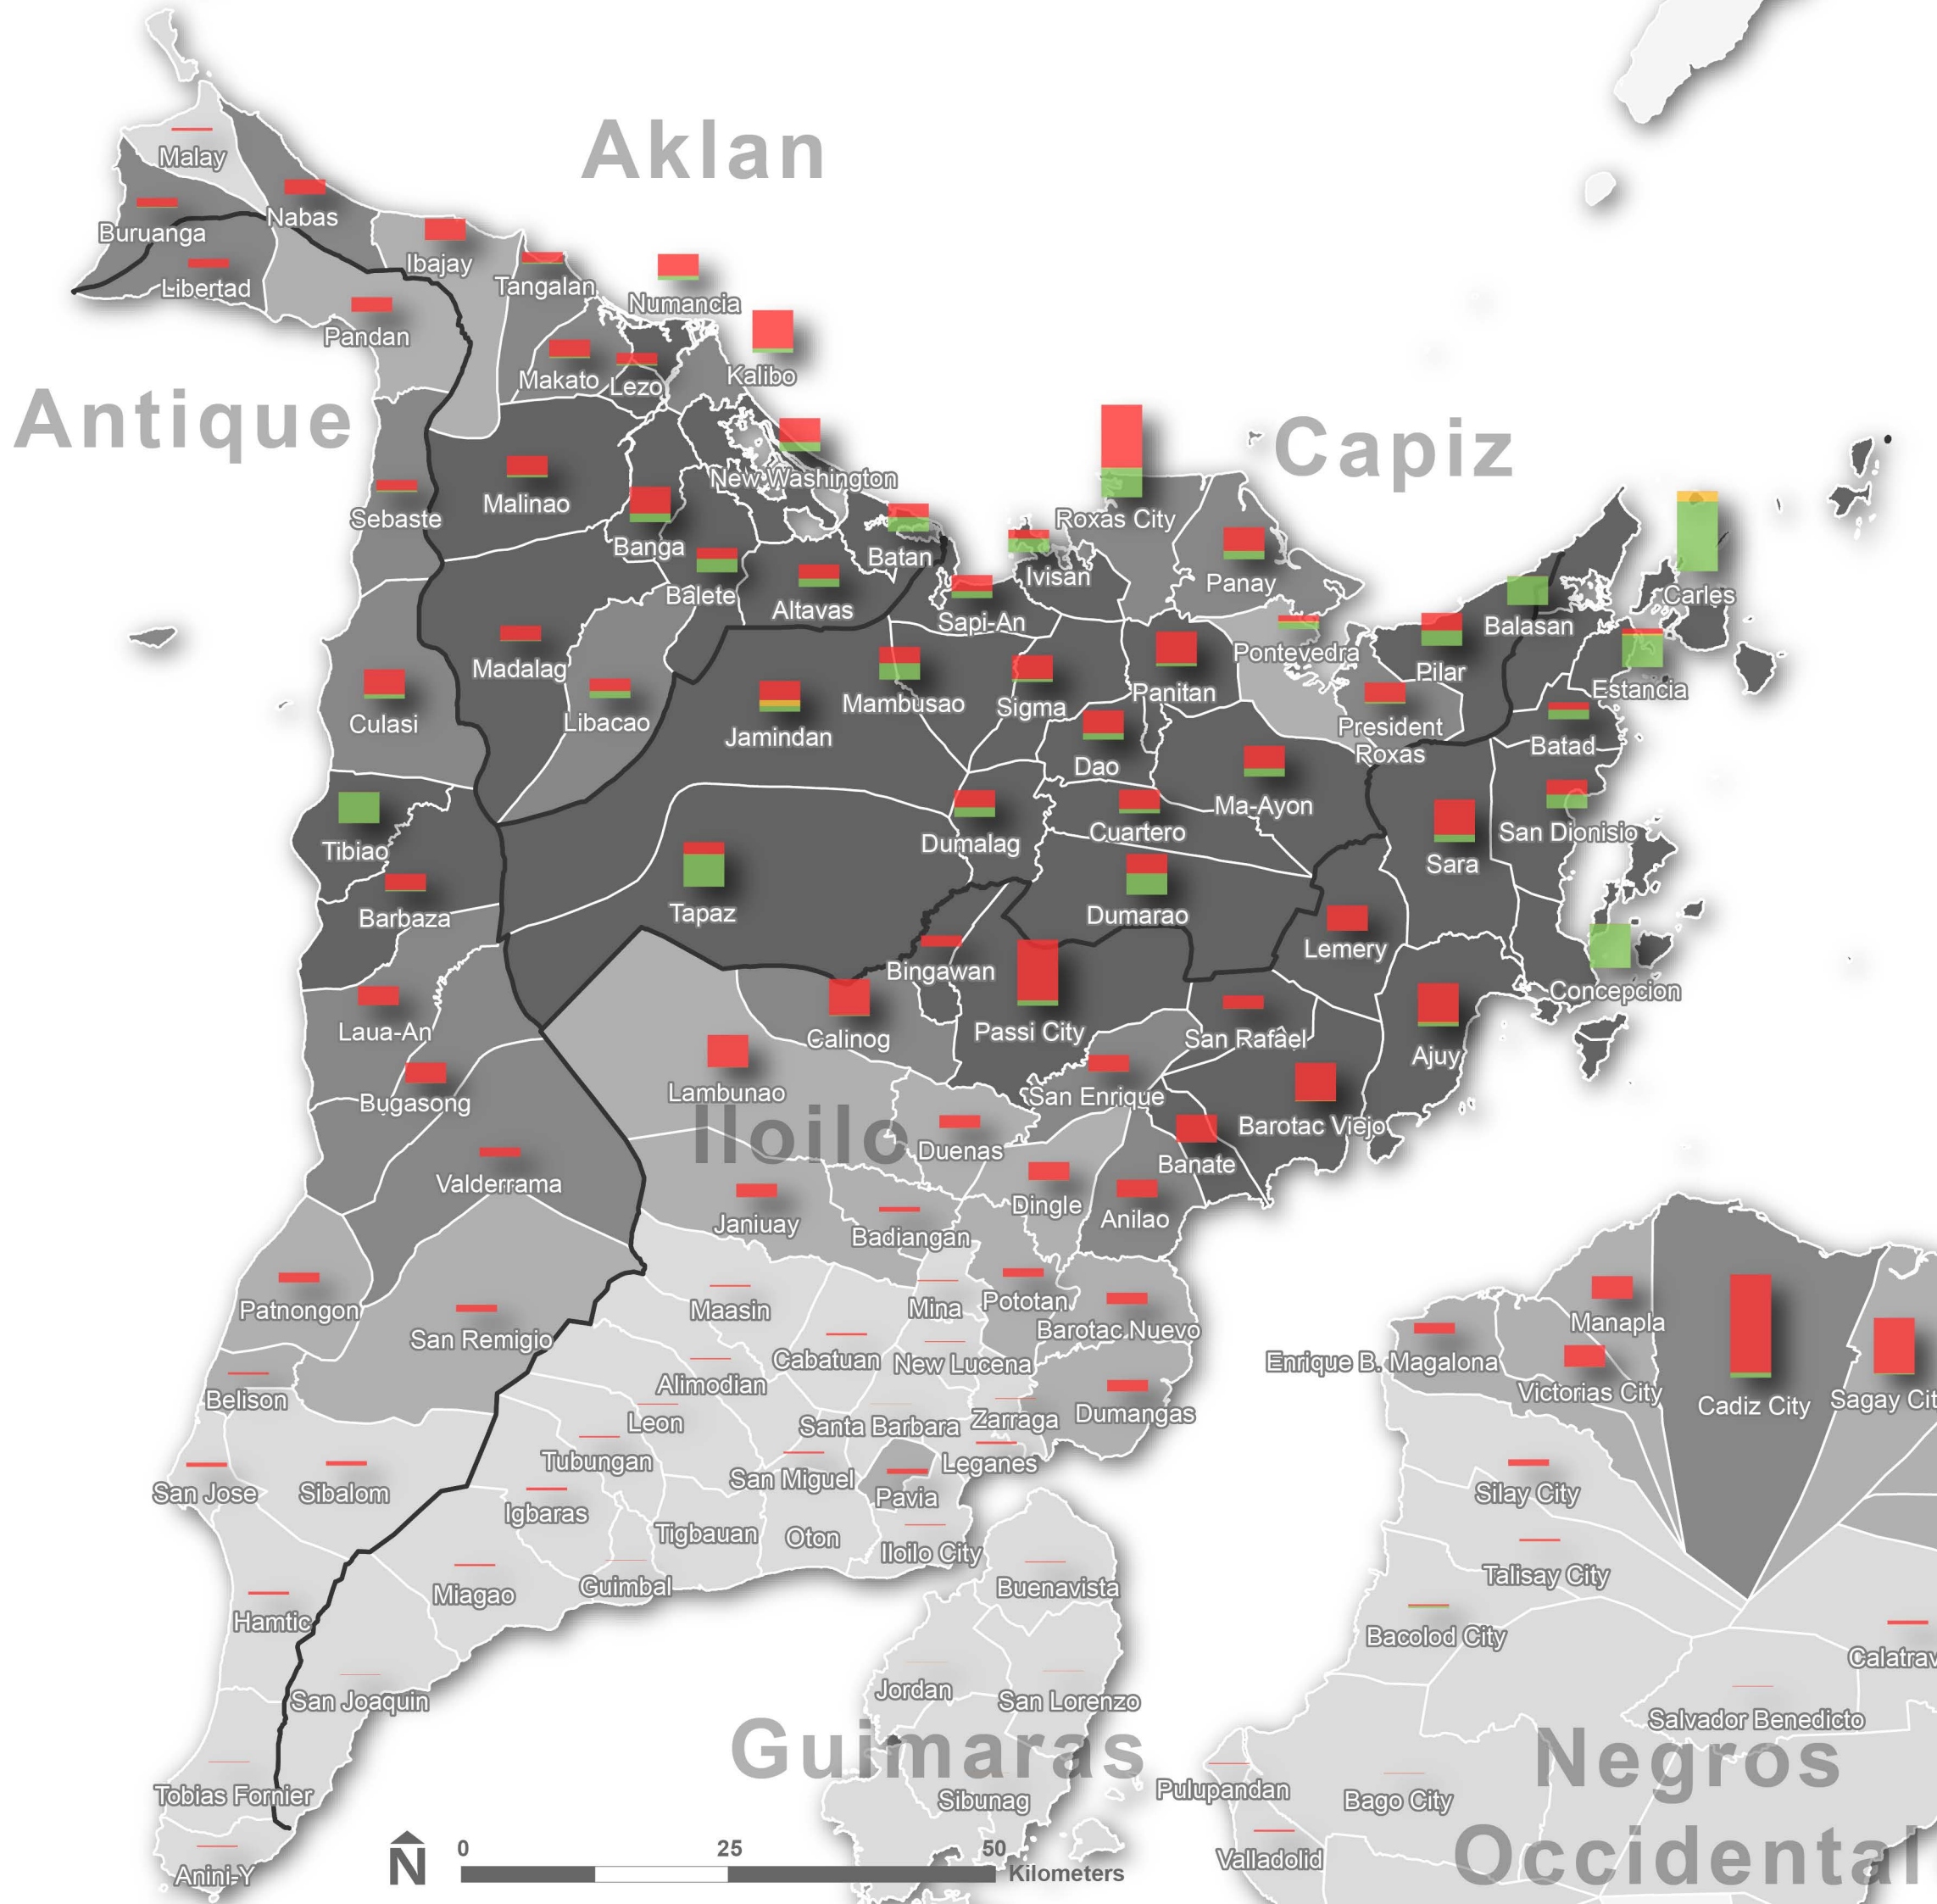 Aklan
Malay
Nabas
Buruanga
Ibajay
Libertad
Tangalan
Numancia
Pandan
Makato
Lezo
Kalibo
Antique
Capiz
New Washington
Malinao
Sebaste
Roxas City
Banga
Batan
Ivisan
Panay
Balete
Altavas
Sapi-An
Carles
Balasan
Madalag
Pontevedra
Pilar
Estancia
Libacao
Culasi
Jamindan
Mambusao
Sigma
Panitan
President
Roxas
Batad
Dao
Ma-Ayon
Tibiao
Dumalag
Cuartero
San Dionisio
Sara
Barbaza
Tapaz
Dumarao
Lemery
Bingawan
Concepcion
Laua-An
Calinog
Passi City
San Rafael
Ajuy
Lambunao
Bugasong
San Enrique
Iloilo
Barotac Viejo
Duenas
Banate
Valderrama
Janiuay
Dingle
Anilao
Badiangan
Patnongon
Maasin
Mina
Pototan
San Remigio
Barotac Nuevo
Manapla
Cabatuan
New Lucena
Enrique B. Magalona
Alimodian
Victorias City
Cadiz City
Sagay Cit
Belison
Leon
Santa Barbara
Zarraga
Dumangas
Tubungan
San Miguel
Leganes
San Jose
Sibalom
Pavia
Silay City
Igbaras
Tigbauan
Oton
Iloilo City
Miagao
Guimbal
Buenavista
Talisay City
Hamtic
Bacolod City
Calatrav
San Joaquin
Jordan
San Lorenzo
Salvador Benedicto
Guimaras
Negros
Occidental
Tobias Fornier
Sibunag
Pulupandan
Bago City
Valladolid
Anini-Y
N
0 25 50
Kilometers